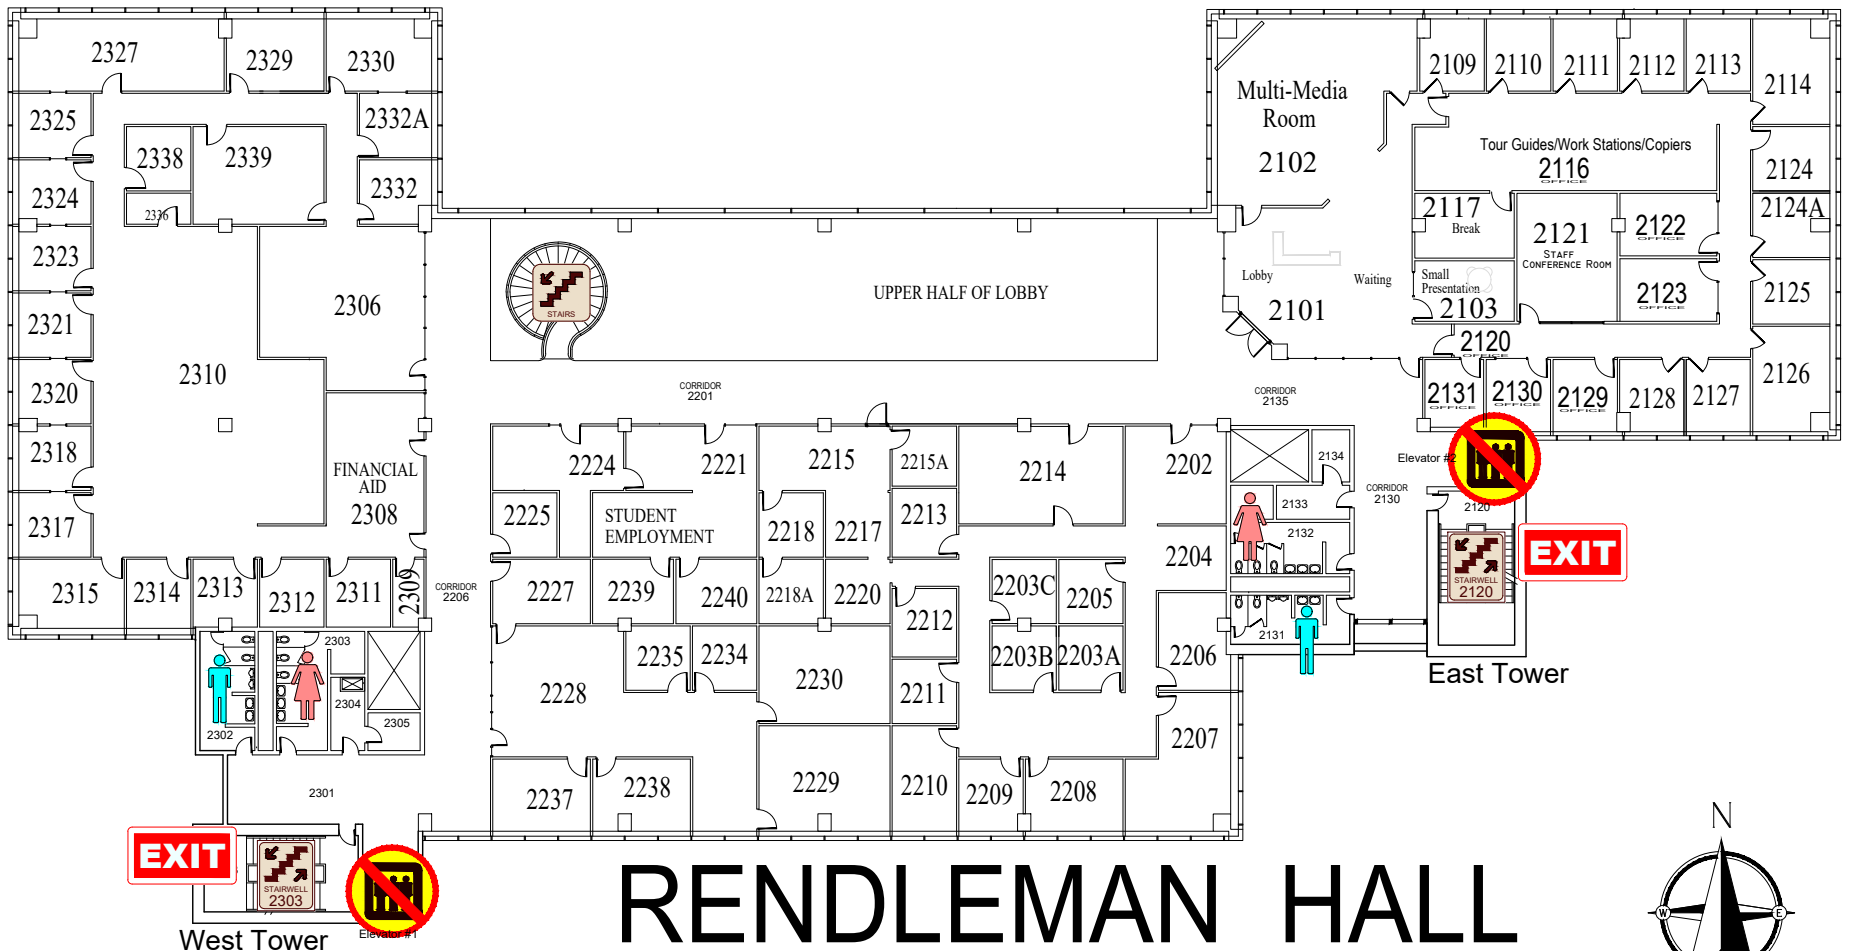 2327
2329
2330
2109
2110
2111
2112
2113
2114
Multi-Media
Room
2102
2325
2332A
2338
2339
Tour Guides/Work Stations/Copiers
2116
OFFICE
2124
2324
2332
2336
2117
Break
2121
STAFF
CONFERENCE ROOM
2122
OFFICE
2124A
2323
2306
STAIRS
UPPER HALF OF LOBBY
Lobby
2101
Waiting
Small
Presentation
2103
2123
OFFICE
2125
2321
2120
OFFICE
2310
2320
CORRIDOR
2201
CORRIDOR
2135
2131
OFFICE
2130
OFFICE
2129
OFFICE
2128
2127
2126
2318
FINANCIAL
AID
2308
2224
2221
2215
2215A
2214
2202
2134
Elevator #2
CORRIDOR
2130
2317
2225
STUDENT
EMPLOYMENT
2218
2217
2213
2133
2132
2120
2204
EXIT
STAIRWELL
2120
2315
2314
2313
2312
2311
2309
CORRIDOR
2206
2227
2239
2240
2218A
2220
2212
2203C
2205
2131
2303
2235
2234
2203B
2203A
2206
East Tower
2228
2230
2211
2304
2305
2302
2207
2301
2237
2238
2229
2210
2209
2208
EXIT
STAIRWELL
2303
West Tower
Elevator #1
RENDLEMAN HALL
N
W
E